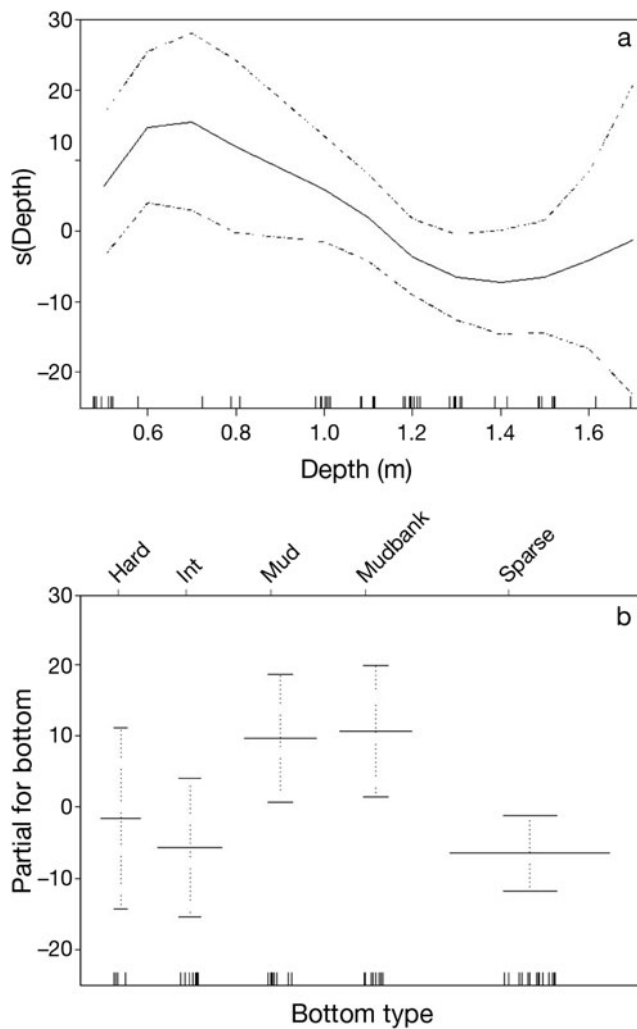 a
30
20
10
0
−10
−20
s(Depth)
0.6 0.8 1.0 1.2 1.4 1.6
Depth (m)
Hard Int Mud Mudbank Sparse
b
30
20
10
0
−10
−20
Partial for bottom
Bottom type